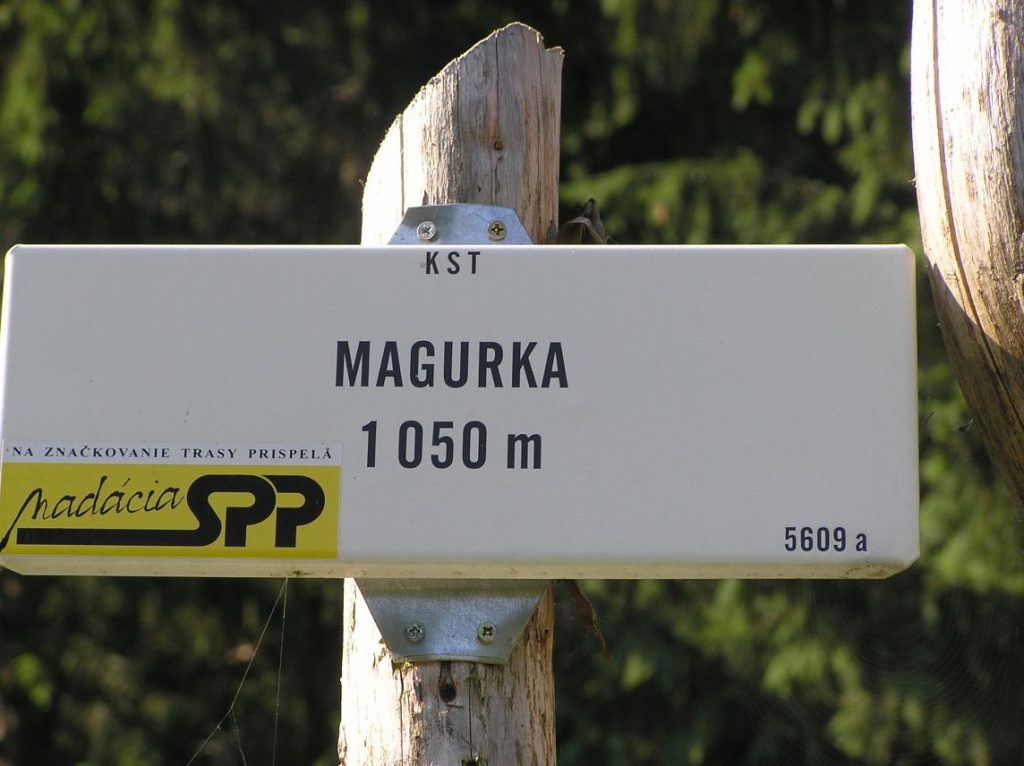 KST
MAGURKA
1 050 m
NA ZNAČKOVANIE TRASY PRISPELÁ
Nadácia SPP
5609 a